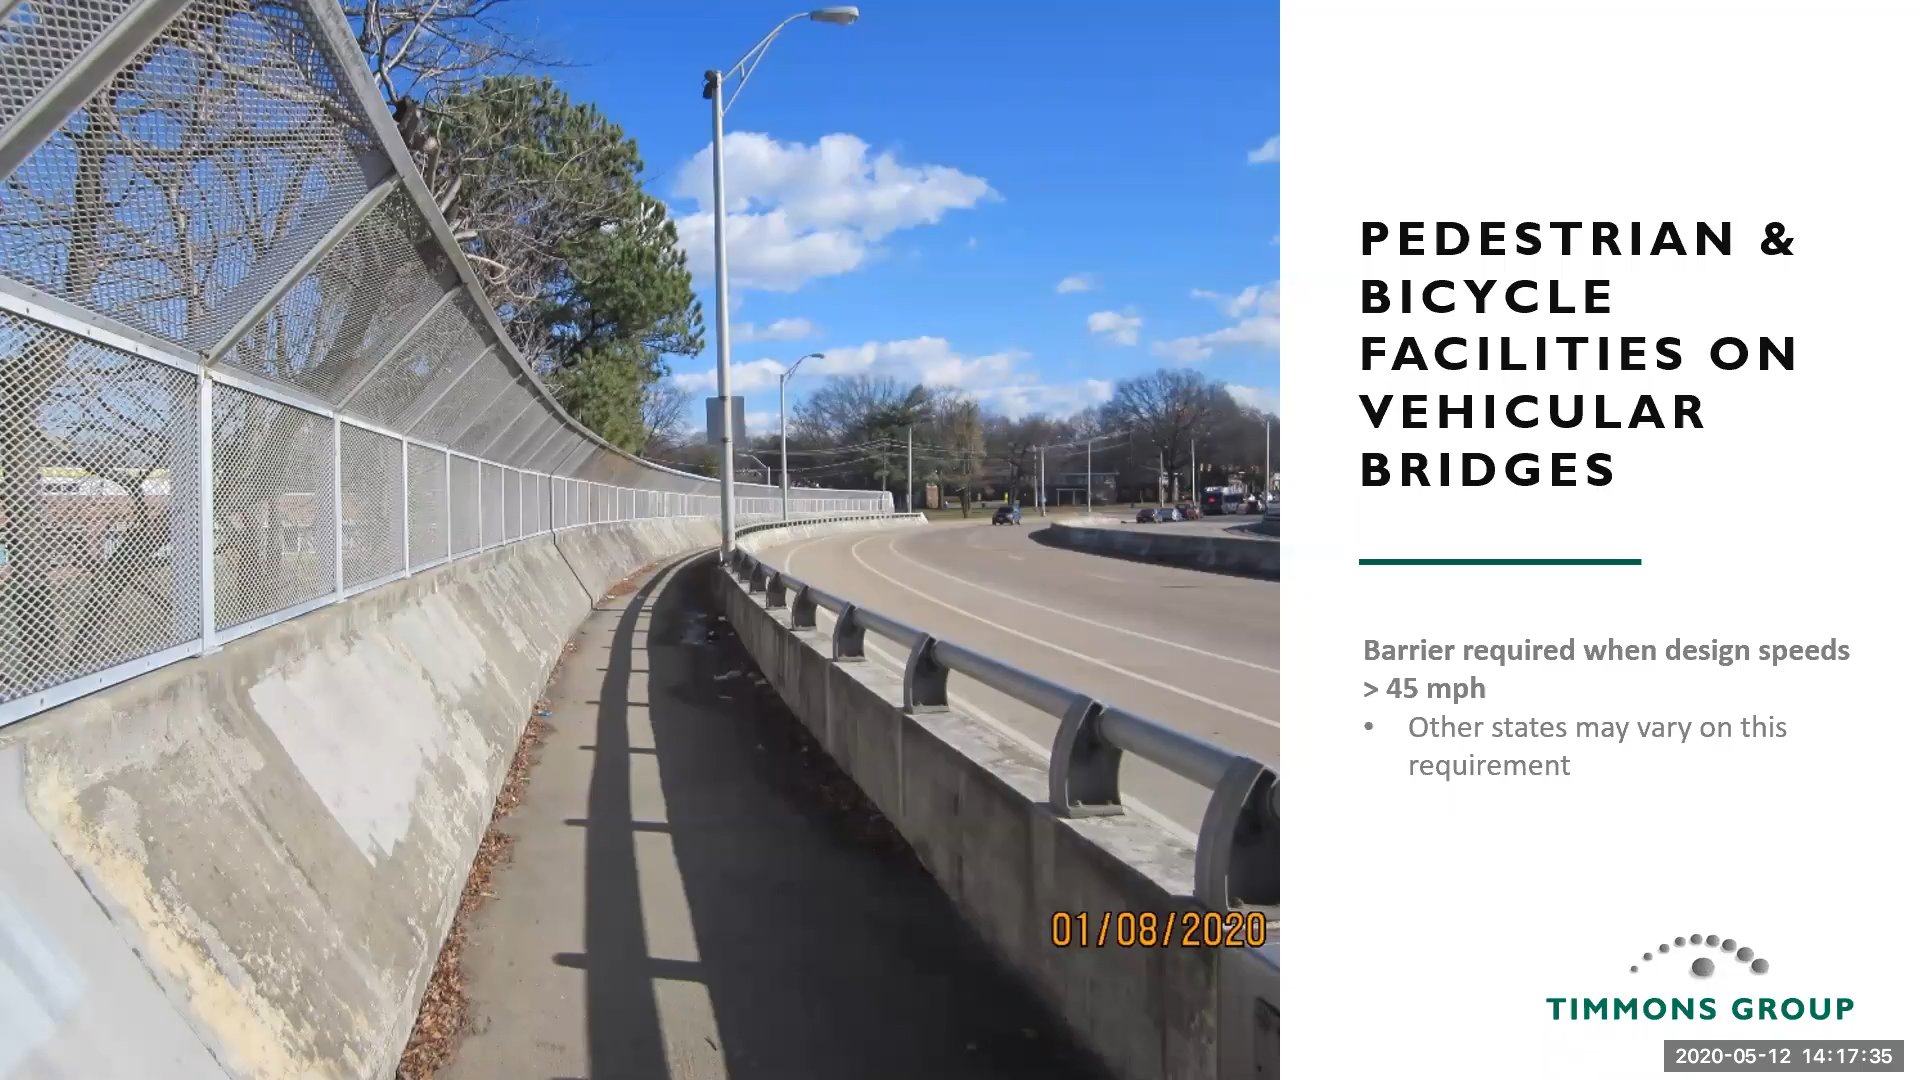 PEDESTRIAN &
BICYCLE
FACILITIES ON
VEHICULAR
BRIDGES
Barrier required when design speeds
> 45 mph
• Other states may vary on this
requirement
01/08/2020
TIMMONS GROUP
2020-05-12 14:17:35